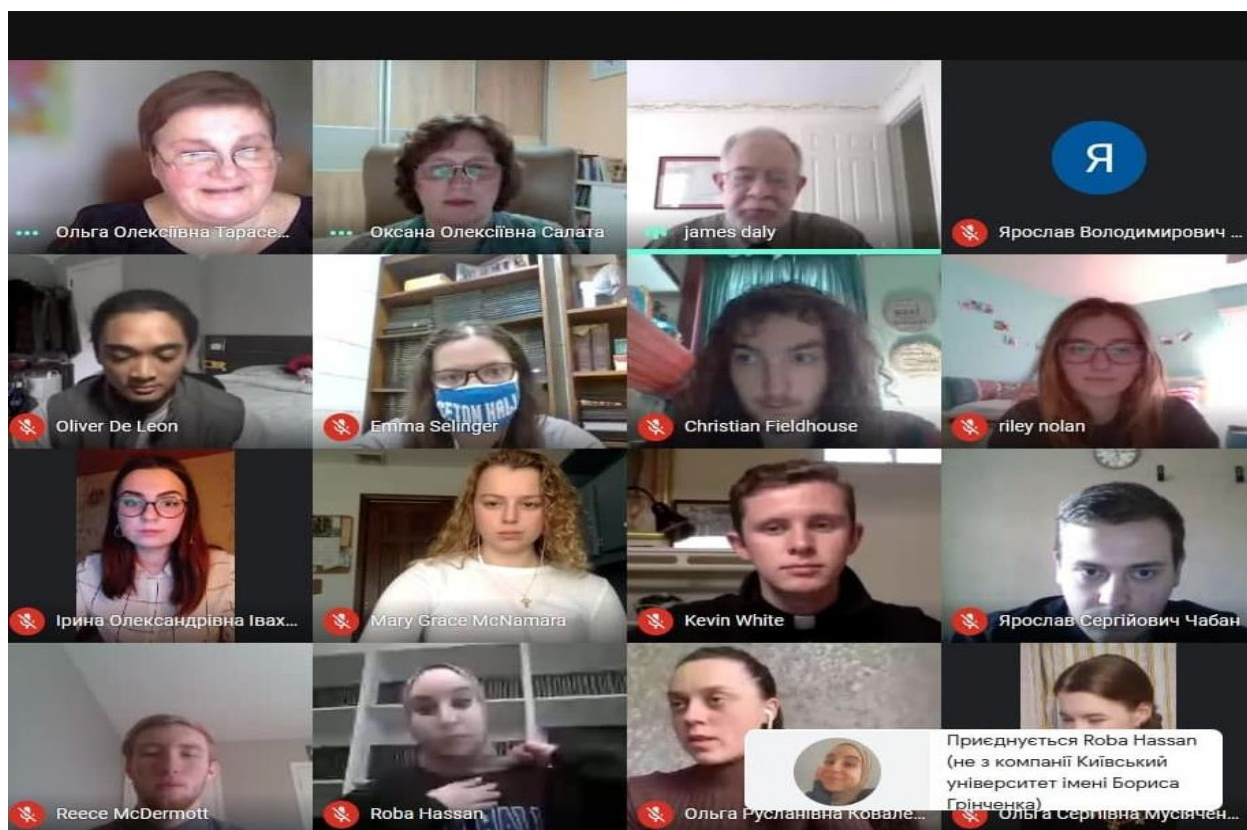 Ольга Олексіївна Тарасе...
Оксана Олексіївна Салата
james daly
Я
Ярослав Володимирович ...
Oliver De Leon
ETON HALL
Emma Selinger
Christian Fieldhouse
riley nolan
Ірина Олександрівна Івах...
Mary Grace McNamara
Kevin White
Ярослав Сергійович Чабан
Reece McDermott
Roba Hassan
Ольга Русланівна Ковале...
Приєднується Roba Hassan
(не з компанії Київський
університет імені Бориса
Грінченка)
Ольга Сергіївна Мусіячен...